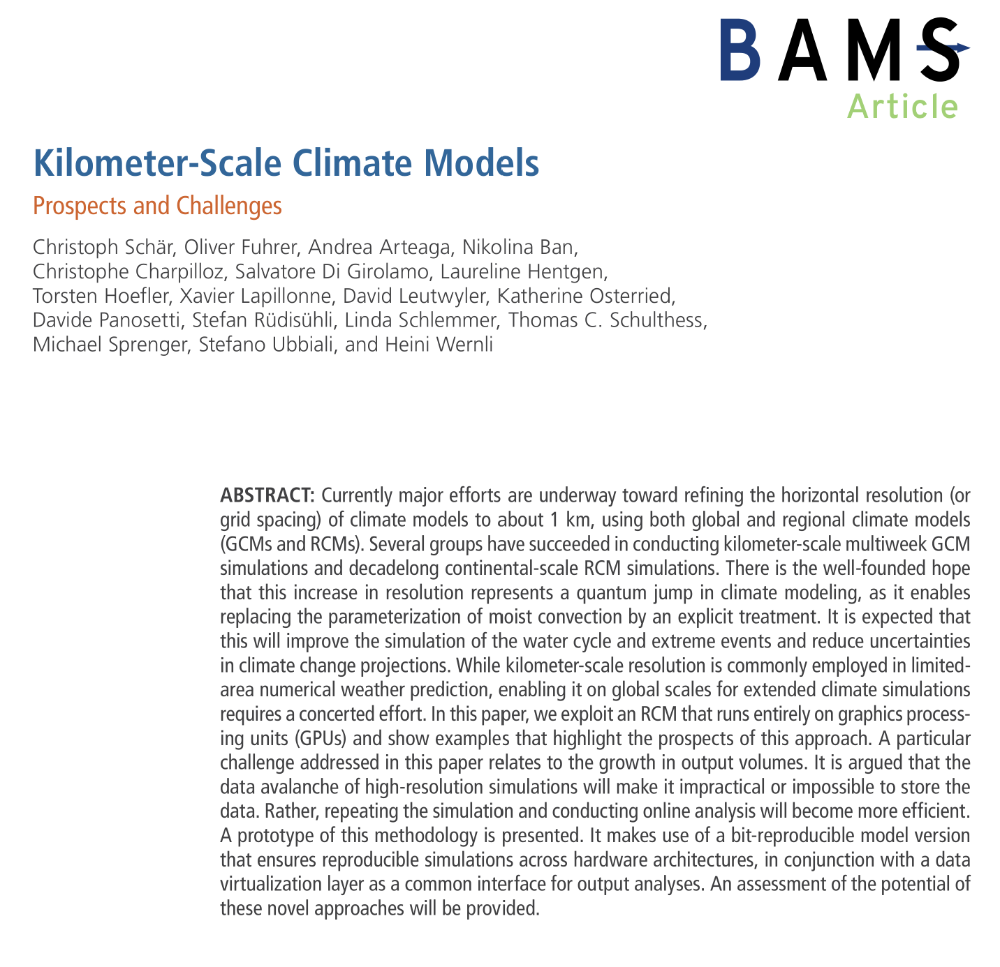 BAMS
Article
Kilometer-Scale Climate Models
Prospects and Challenges
Christoph Schär, Oliver Fuhrer, Andrea Arteaga, Nikolina Ban,
Christophe Charpilloz, Salvatore Di Girolamo, Laureline Hentgen,
Torsten Hoefler, Xavier Lapillonne, David Leutwyler, Katherine Osterried,
Davide Panosetti, Stefan Rüdisühli, Linda Schlemmer, Thomas C. Schulthess,
Michael Sprenger, Stefano Ubbiali, and Heini Wernli
ABSTRACT: Currently major efforts are underway toward refining the horizontal resolution (or
grid spacing) of climate models to about 1 km, using both global and regional climate models
(GCMs and RCMs). Several groups have succeeded in conducting kilometer-scale multiweek GCM
simulations and decadelong continental-scale RCM simulations. There is the well-founded hope
that this increase in resolution represents a quantum jump in climate modeling, as it enables
replacing the parameterization of moist convection by an explicit treatment. It is expected that
this will improve the simulation of the water cycle and extreme events and reduce uncertainties
in climate change projections. While kilometer-scale resolution is commonly employed in limited-
area numerical weather prediction, enabling it on global scales for extended climate simulations
requires a concerted effort. In this paper, we exploit an RCM that runs entirely on graphics process-
ing units (GPUs) and show examples that highlight the prospects of this approach. A particular
challenge addressed in this paper relates to the growth in output volumes. It is argued that the
data avalanche of high-resolution simulations will make it impractical or impossible to store the
data. Rather, repeating the simulation and conducting online analysis will become more efficient.
A prototype of this methodology is presented. It makes use of a bit-reproducible model version
that ensures reproducible simulations across hardware architectures, in conjunction with a data
virtualization layer as a common interface for output analyses. An assessment of the potential of
these novel approaches will be provided.